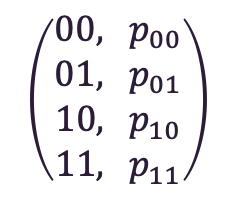 00, p₀₀
01, p₀₁
10, p₁₀
11, p₁₁